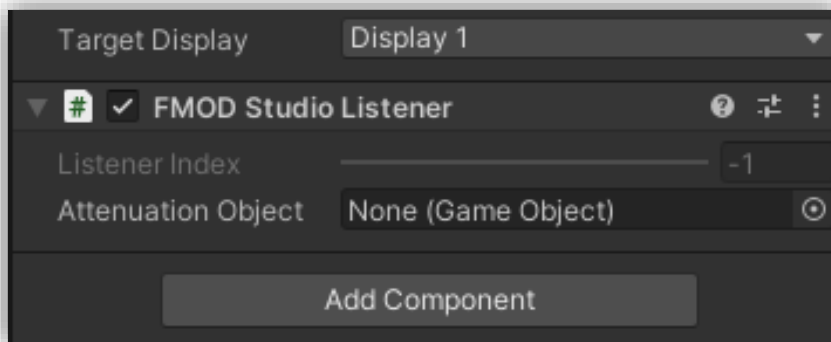 Target Display Display 1
# FMOD Studio Listener
Listener Index -1
Attenuation Object None (Game Object)
Add Component